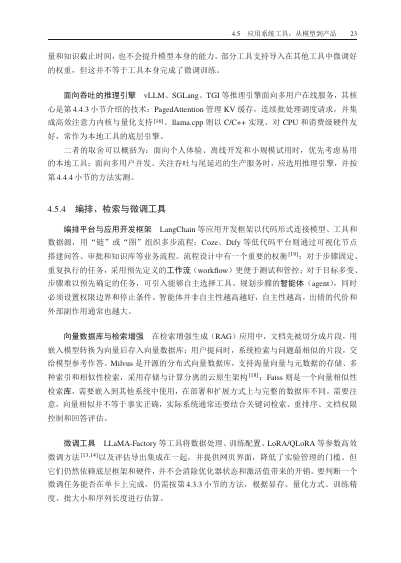 4.5 应用系统工具：从模型到产品 23
量和知识截止时间，也不会提升模型本身的能力。部分工具支持导入在其他工具中微调好
的权重，但这并不等于工具本身完成了微调训练。
面向吞吐的推理引擎 vLLM、SGLang、TGI 等推理引擎面向多用户在线服务，其核
心是第 4.4.3 小节介绍的技术：PagedAttention 管理 KV 缓存，连续批处理调度请求，并集
成高效注意力内核与量化支持[16]。llama.cpp 则以 C/C++ 实现、对 CPU 和消费级硬件友
好，常作为本地工具的底层引擎。
二者的取舍可以概括为：面向个人体验、离线开发和小规模试用时，优先考虑易用
的本地工具；面向多用户并发、关注吞吐与尾延迟的生产服务时，应选用推理引擎，并按
第 4.4.4 小节的方法实测。
4.5.4 编排、检索与微调工具
编排平台与应用开发框架 LangChain 等应用开发框架以代码形式连接模型、工具和
数据源，用“链”或“图”组织多步流程；Coze、Dify 等低代码平台则通过可视化节点
搭建问答、审批和知识库等业务流程。流程设计中有一个重要的权衡[19]：对于步骤固定、
重复执行的任务，采用预先定义的工作流（workflow）更便于测试和管控；对于目标多变、
步骤难以预先确定的任务，可引入能够自主选择工具、规划步骤的智能体（agent），同时
必须设置权限边界和停止条件。智能体并非自主性越高越好，自主性越高，出错的代价和
外部副作用通常也越大。
向量数据库与检索增强 在检索增强生成（RAG）应用中，文档先被切分成片段，用
嵌入模型转换为向量后存入向量数据库；用户提问时，系统检索与问题最相似的片段，交
给模型参考作答。Milvus 是开源的分布式向量数据库，支持海量向量与元数据的存储、多
种索引和相似性检索，采用存储与计算分离的云原生架构[18]；Faiss 则是一个向量相似性
检索库，需要嵌入到其他系统中使用，在部署和扩展方式上与完整的数据库不同。需要注
意，向量相似并不等于事实正确，实际系统通常还要结合关键词检索、重排序、文档权限
控制和回答评估。
微调工具 LLaMA-Factory 等工具将数据处理、训练配置、LoRA/QLoRA 等参数高效
微调方法[13,14]以及评估导出集成在一起，并提供网页界面，降低了实验管理的门槛。但
它们仍然依赖底层框架和硬件，并不会消除优化器状态和激活值带来的开销。要判断一个
微调任务能否在单卡上完成，仍需按第 4.3.3 小节的方法，根据显存、量化方式、训练精
度、批大小和序列长度进行估算。